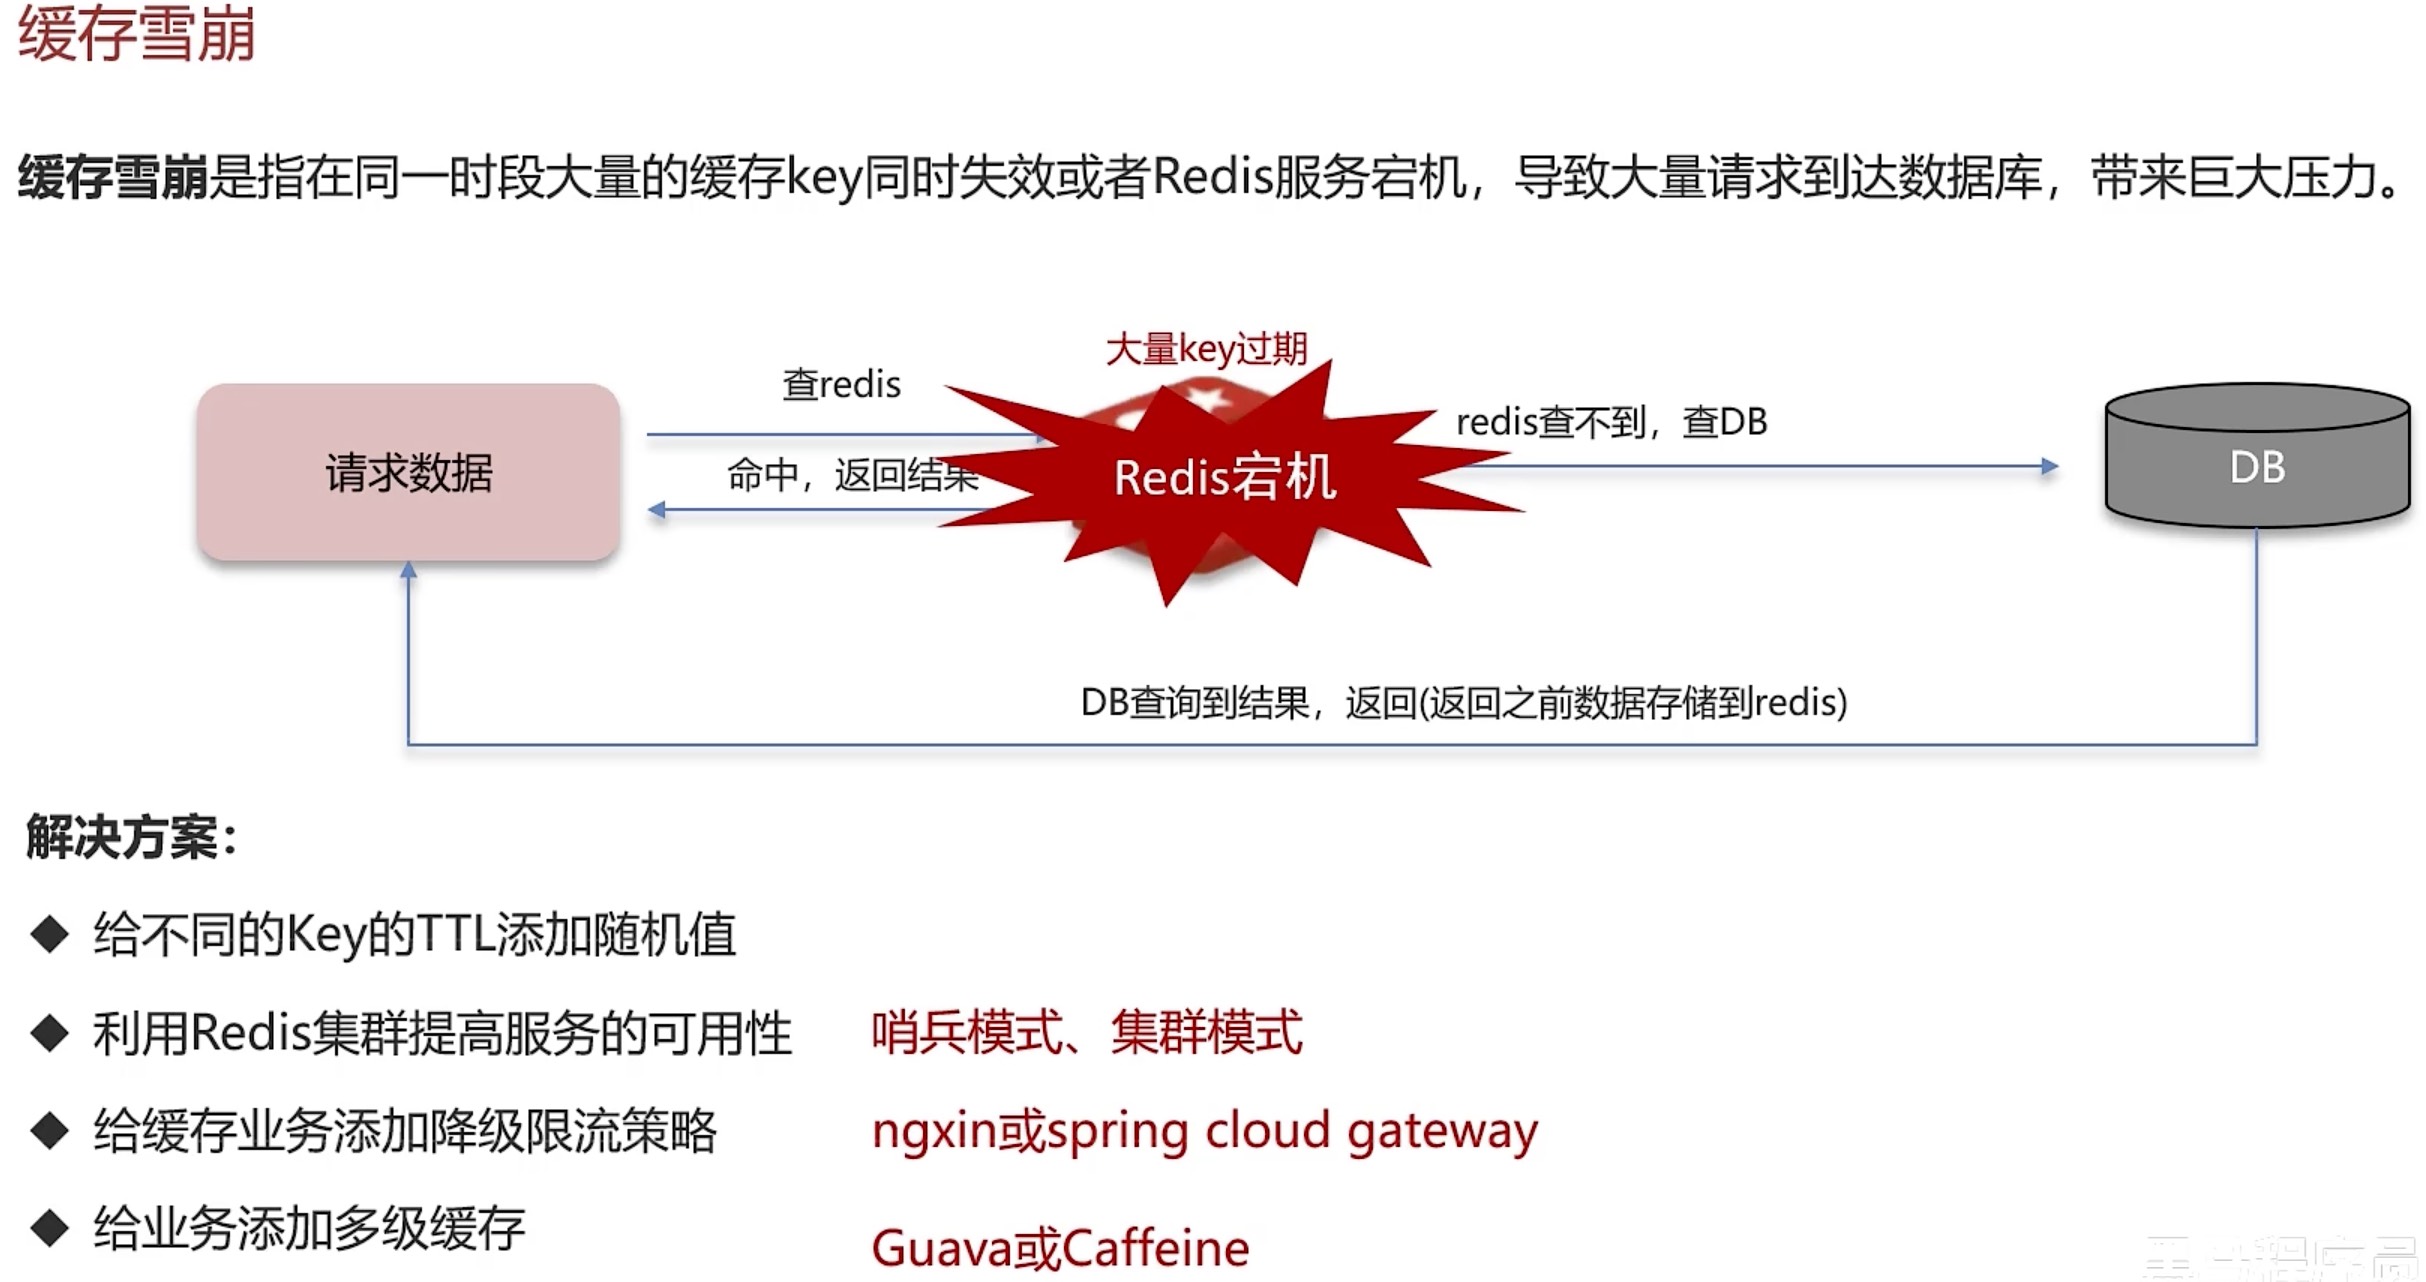 缓存雪崩
缓存雪崩是指在同一时段大量的缓存key同时失效或者Redis服务宕机，导致大量请求到达数据库，带来巨大压力。
大量key过期
查redis
redis查不到，查DB
请求数据
命中，返回结果
Redis宕机
DB
DB查询到结果，返回(返回之前数据存储到redis)
解决方案：
给不同的Key的TTL添加随机值
利用Redis集群提高服务的可用性 哨兵模式、集群模式
给缓存业务添加降级限流策略 ngxin或spring cloud gateway
给业务添加多级缓存 Guava或Caffeine